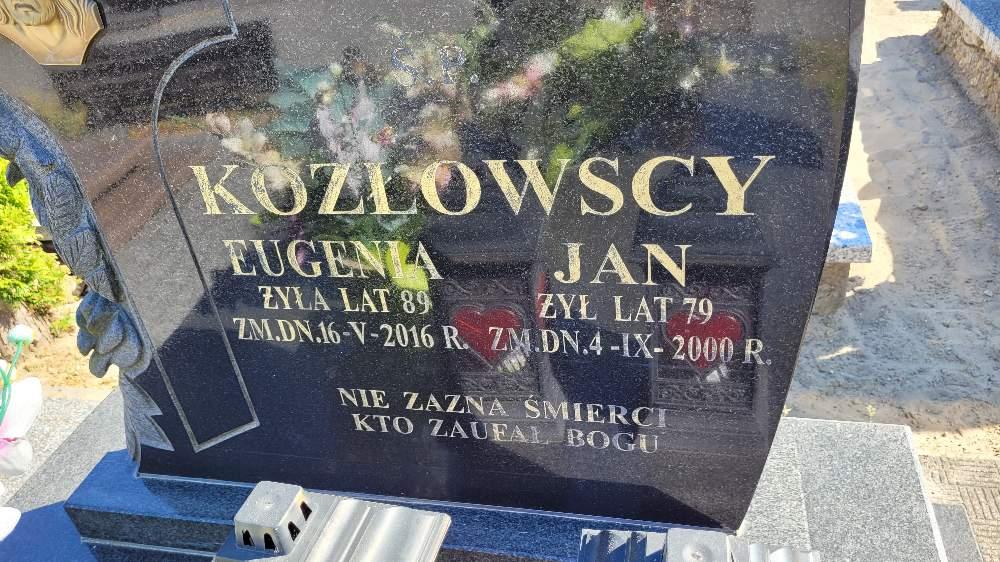 Ś.P.
KOZŁOWSCY
EUGENIA JAN
ŻYŁA LAT 89 ŻYŁ LAT 79
ZM.DN.16-V-2016 R. ZM.DN.4-IX-2000 R.
NIE ZAZNA ŚMIERCI
KTO ZAUFAŁ BOGU